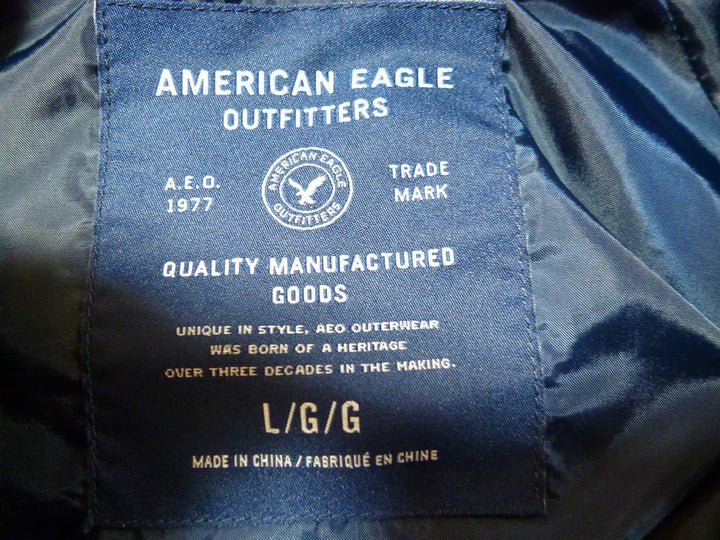 AMERICAN EAGLE
OUTFITTERS
A.E.O.
1977
AMERICAN EAGLE
OUTFITTERS
TRADE
MARK
QUALITY MANUFACTURED
GOODS
UNIQUE IN STYLE, AEO OUTERWEAR
WAS BORN OF A HERITAGE
OVER THREE DECADES IN THE MAKING.
L/G/G
MADE IN CHINA / FABRIQUÉ EN CHINE